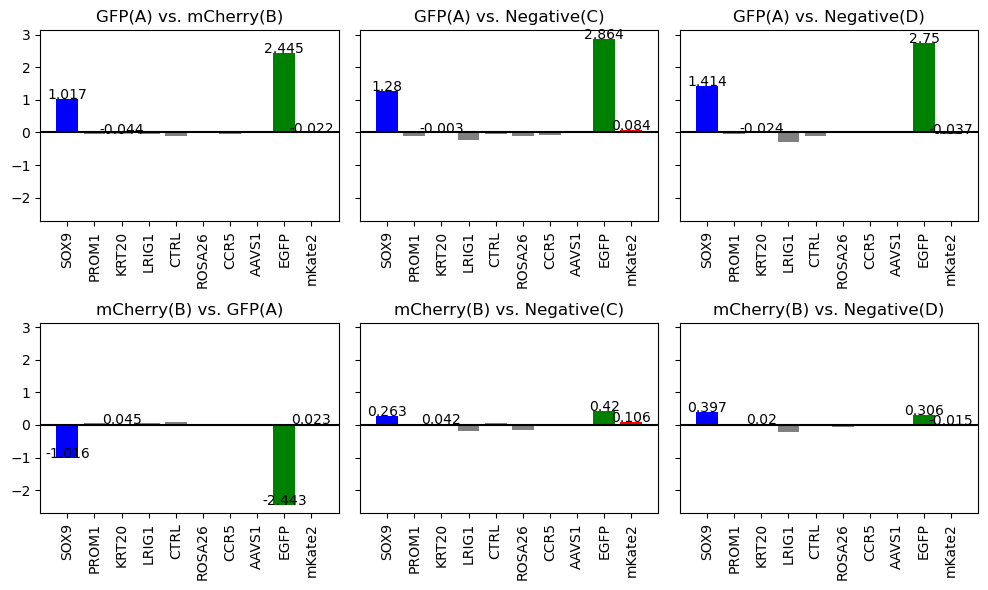 GFP(A) vs. mCherry(B)
GFP(A) vs. Negative(C)
GFP(A) vs. Negative(D)
3
2
1
0
−1
−2
1.017
-0.044
2.445
-0.022
1.28
-0.003
2.864
0.084
1.414
-0.024
2.75
-0.037
SOX9
PROM1
KRT20
LRIG1
CTRL
ROSA26
CCR5
AAVS1
EGFP
mKate2
SOX9
PROM1
KRT20
LRIG1
CTRL
ROSA26
CCR5
AAVS1
EGFP
mKate2
SOX9
PROM1
KRT20
LRIG1
CTRL
ROSA26
CCR5
AAVS1
EGFP
mKate2
mCherry(B) vs. GFP(A)
mCherry(B) vs. Negative(C)
mCherry(B) vs. Negative(D)
3
2
1
0
−1
−2
-1.016
0.045
-2.443
0.023
0.263
0.042
0.42
0.106
0.397
0.02
0.306
-0.015
SOX9
PROM1
KRT20
LRIG1
CTRL
ROSA26
CCR5
AAVS1
EGFP
mKate2
SOX9
PROM1
KRT20
LRIG1
CTRL
ROSA26
CCR5
AAVS1
EGFP
mKate2
SOX9
PROM1
KRT20
LRIG1
CTRL
ROSA26
CCR5
AAVS1
EGFP
mKate2